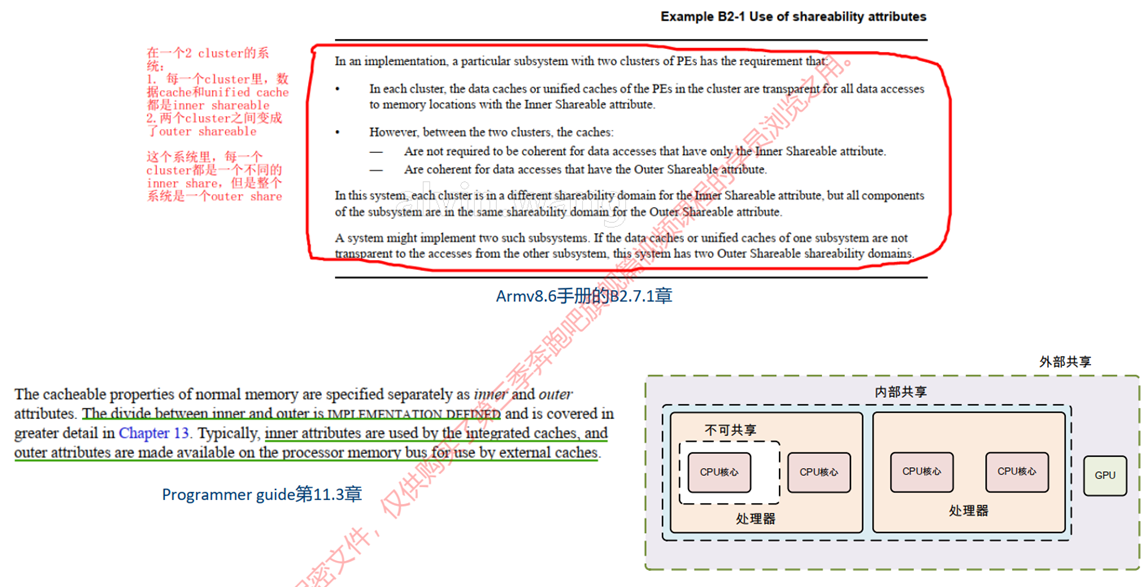 Example B2-1 Use of shareability attributes
在一个2 cluster的系
统:
1. 每一个cluster里，数
据cache和unified cache
都是inner shareable
2.两个cluster之间变成
了outer shareable
这个系统里，每一个
cluster都是一个不同的
inner share，但是整个
系统是一个outer share
In an implementation, a particular subsystem with two clusters of PEs has the requirement that:
• In each cluster, the data caches or unified caches of the PEs in the cluster are transparent for all data accesses
to memory locations with the Inner Shareable attribute.
• However, between the two clusters, the caches:
— Are not required to be coherent for data accesses that have only the Inner Shareable attribute.
— Are coherent for data accesses that have the Outer Shareable attribute.
In this system, each cluster is in a different shareability domain for the Inner Shareable attribute, but all components
of the subsystem are in the same shareability domain for the Outer Shareable attribute.
A system might implement two such subsystems. If the data caches or unified caches of one subsystem are not
transparent to the accesses from the other subsystem, this system has two Outer Shareable shareability domains.
Armv8.6手册的B2.7.1章
The cacheable properties of normal memory are specified separately as inner and outer
attributes. The divide between inner and outer is IMPLEMENTATION DEFINED and is covered in
greater detail in Chapter 13. Typically, inner attributes are used by the integrated caches, and
outer attributes are made available on the processor memory bus for use by external caches.
Programmer guide第11.3章
外部共享
内部共享
不可共享
CPU核心
CPU核心
CPU核心
CPU核心
GPU
处理器
处理器
密文件，仅供购买了第三季奔跑吧旗舰篇视频课程的学员浏览之用。